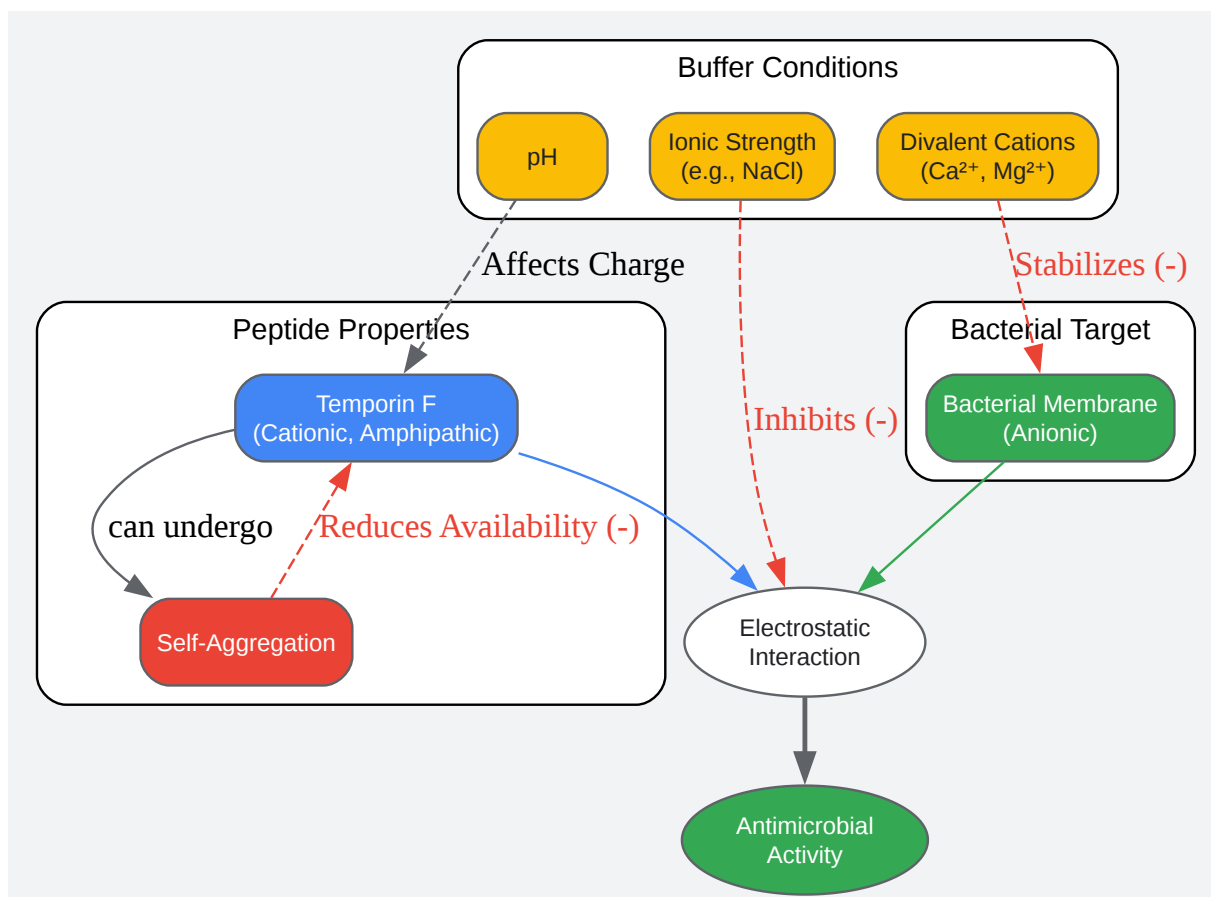 Buffer Conditions
pH
Ionic Strength
(e.g., NaCl)
Divalent Cations
(Ca²⁺, Mg²⁺)
Affects Charge
Stabilizes (-)
Peptide Properties
Bacterial Target
Temporin F
(Cationic, Amphipathic)
Bacterial Membrane
(Anionic)
Inhibits (-)
can undergo
Reduces Availability (-)
Self-Aggregation
Electrostatic
Interaction
Antimicrobial
Activity